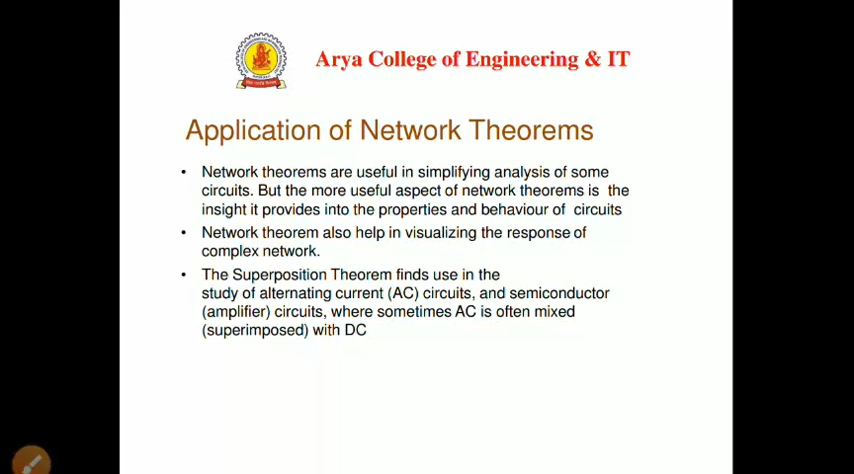 Arya College of Engineering & IT
Application of Network Theorems
• Network theorems are useful in simplifying analysis of some
circuits. But the more useful aspect of network theorems is the
insight it provides into the properties and behaviour of circuits
• Network theorem also help in visualizing the response of
complex network.
• The Superposition Theorem finds use in the
study of alternating current (AC) circuits, and semiconductor
(amplifier) circuits, where sometimes AC is often mixed
(superimposed) with DC